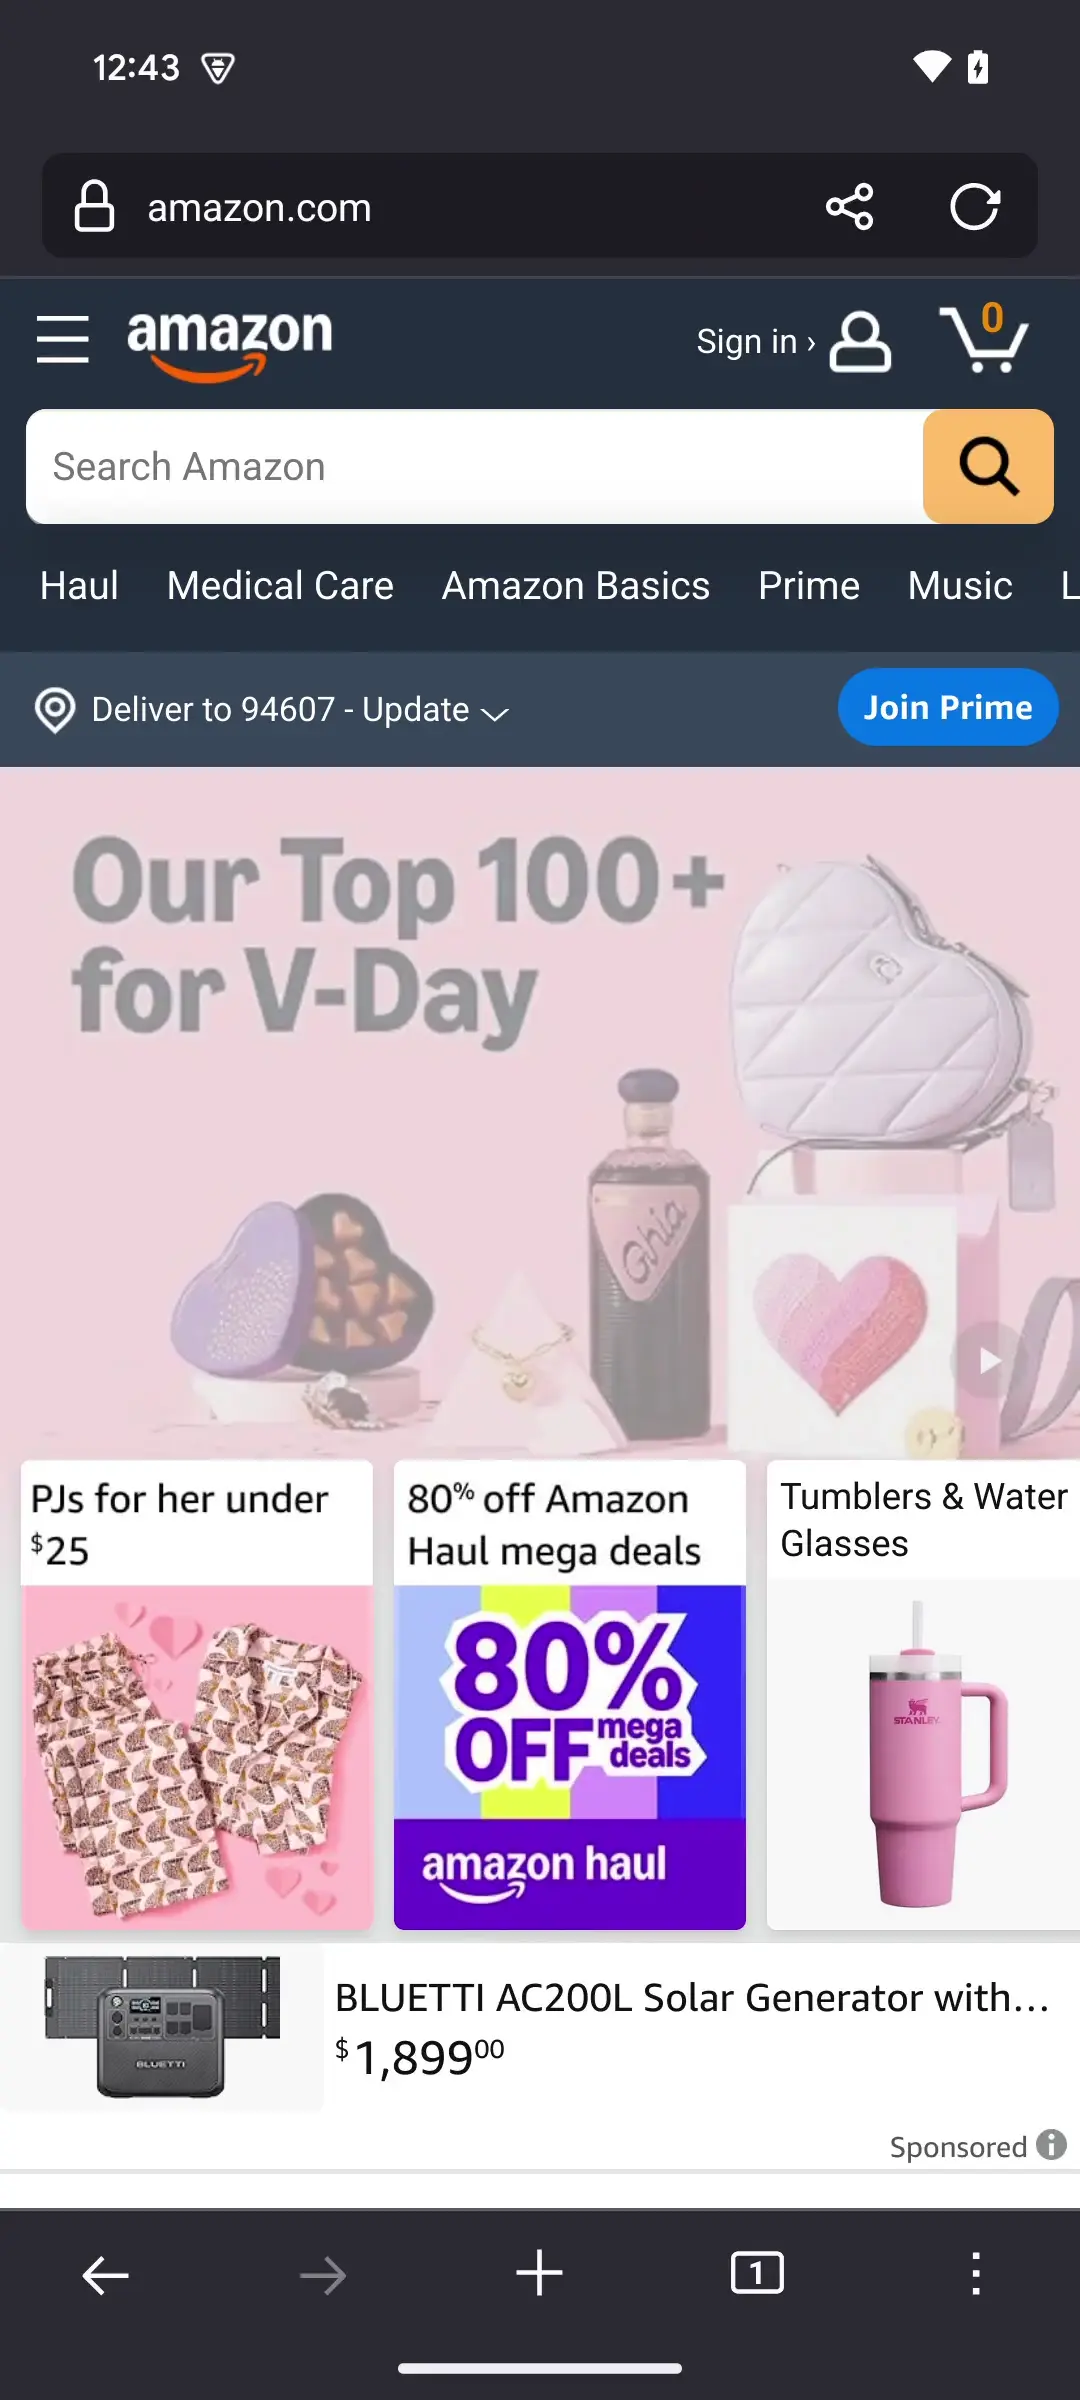 12:43
amazon.com
amazon
Sign in ›
0
Search Amazon
Haul Medical Care Amazon Basics Prime Music L
Deliver to 94607 - Update
Join Prime
Our Top 100+
for V-Day
Ghia
PJs for her under
$25
80% off Amazon
Haul mega deals
80%
OFF mega
deals
amazon haul
Tumblers & Water
Glasses
STANLEY
BLUETTI
BLUETTI AC200L Solar Generator with...
$1,89900
Sponsored
1